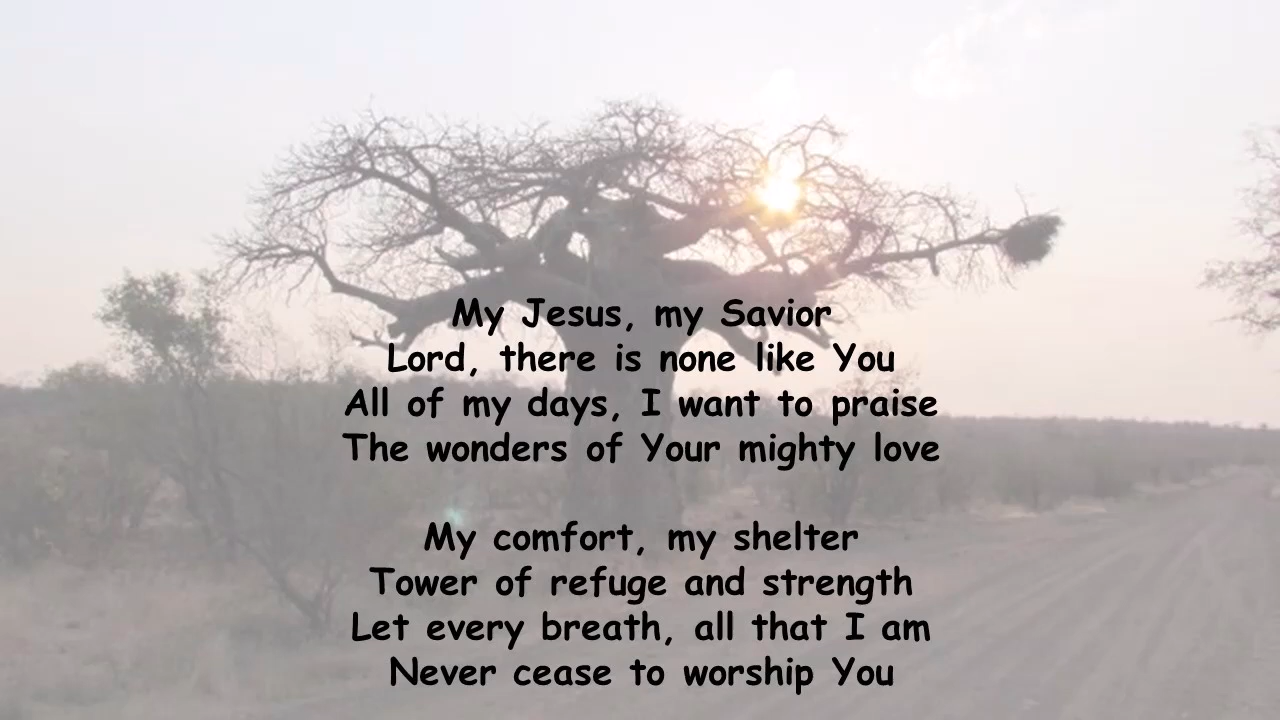 My Jesus, my Savior
Lord, there is none like You
All of my days, I want to praise
The wonders of Your mighty love
My comfort, my shelter
Tower of refuge and strength
Let every breath, all that I am
Never cease to worship You